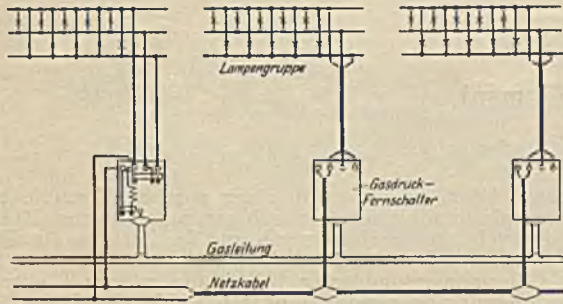 Lampengruppe
Gasdruck-
Fernschalter
Gasleitung
Netzkabel